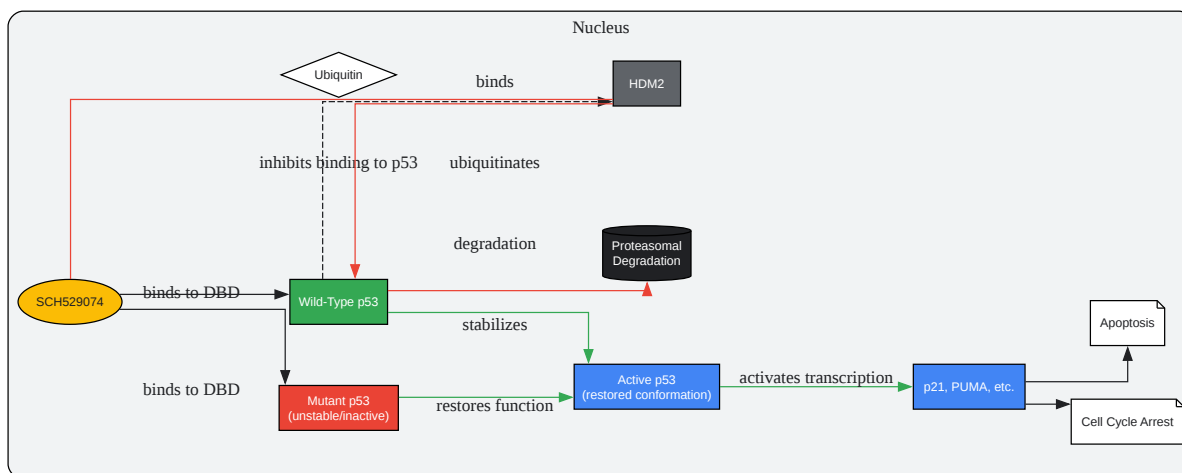 Nucleus
Ubiquitin
binds
HDM2
inhibits binding to p53
ubiquitinates
degradation
Proteasomal
Degradation
SCH529074
binds to DBD
Wild-Type p53
stabilizes
Apoptosis
binds to DBD
Mutant p53
(unstable/inactive)
restores function
Active p53
(restored conformation)
activates transcription
p21, PUMA, etc.
Cell Cycle Arrest